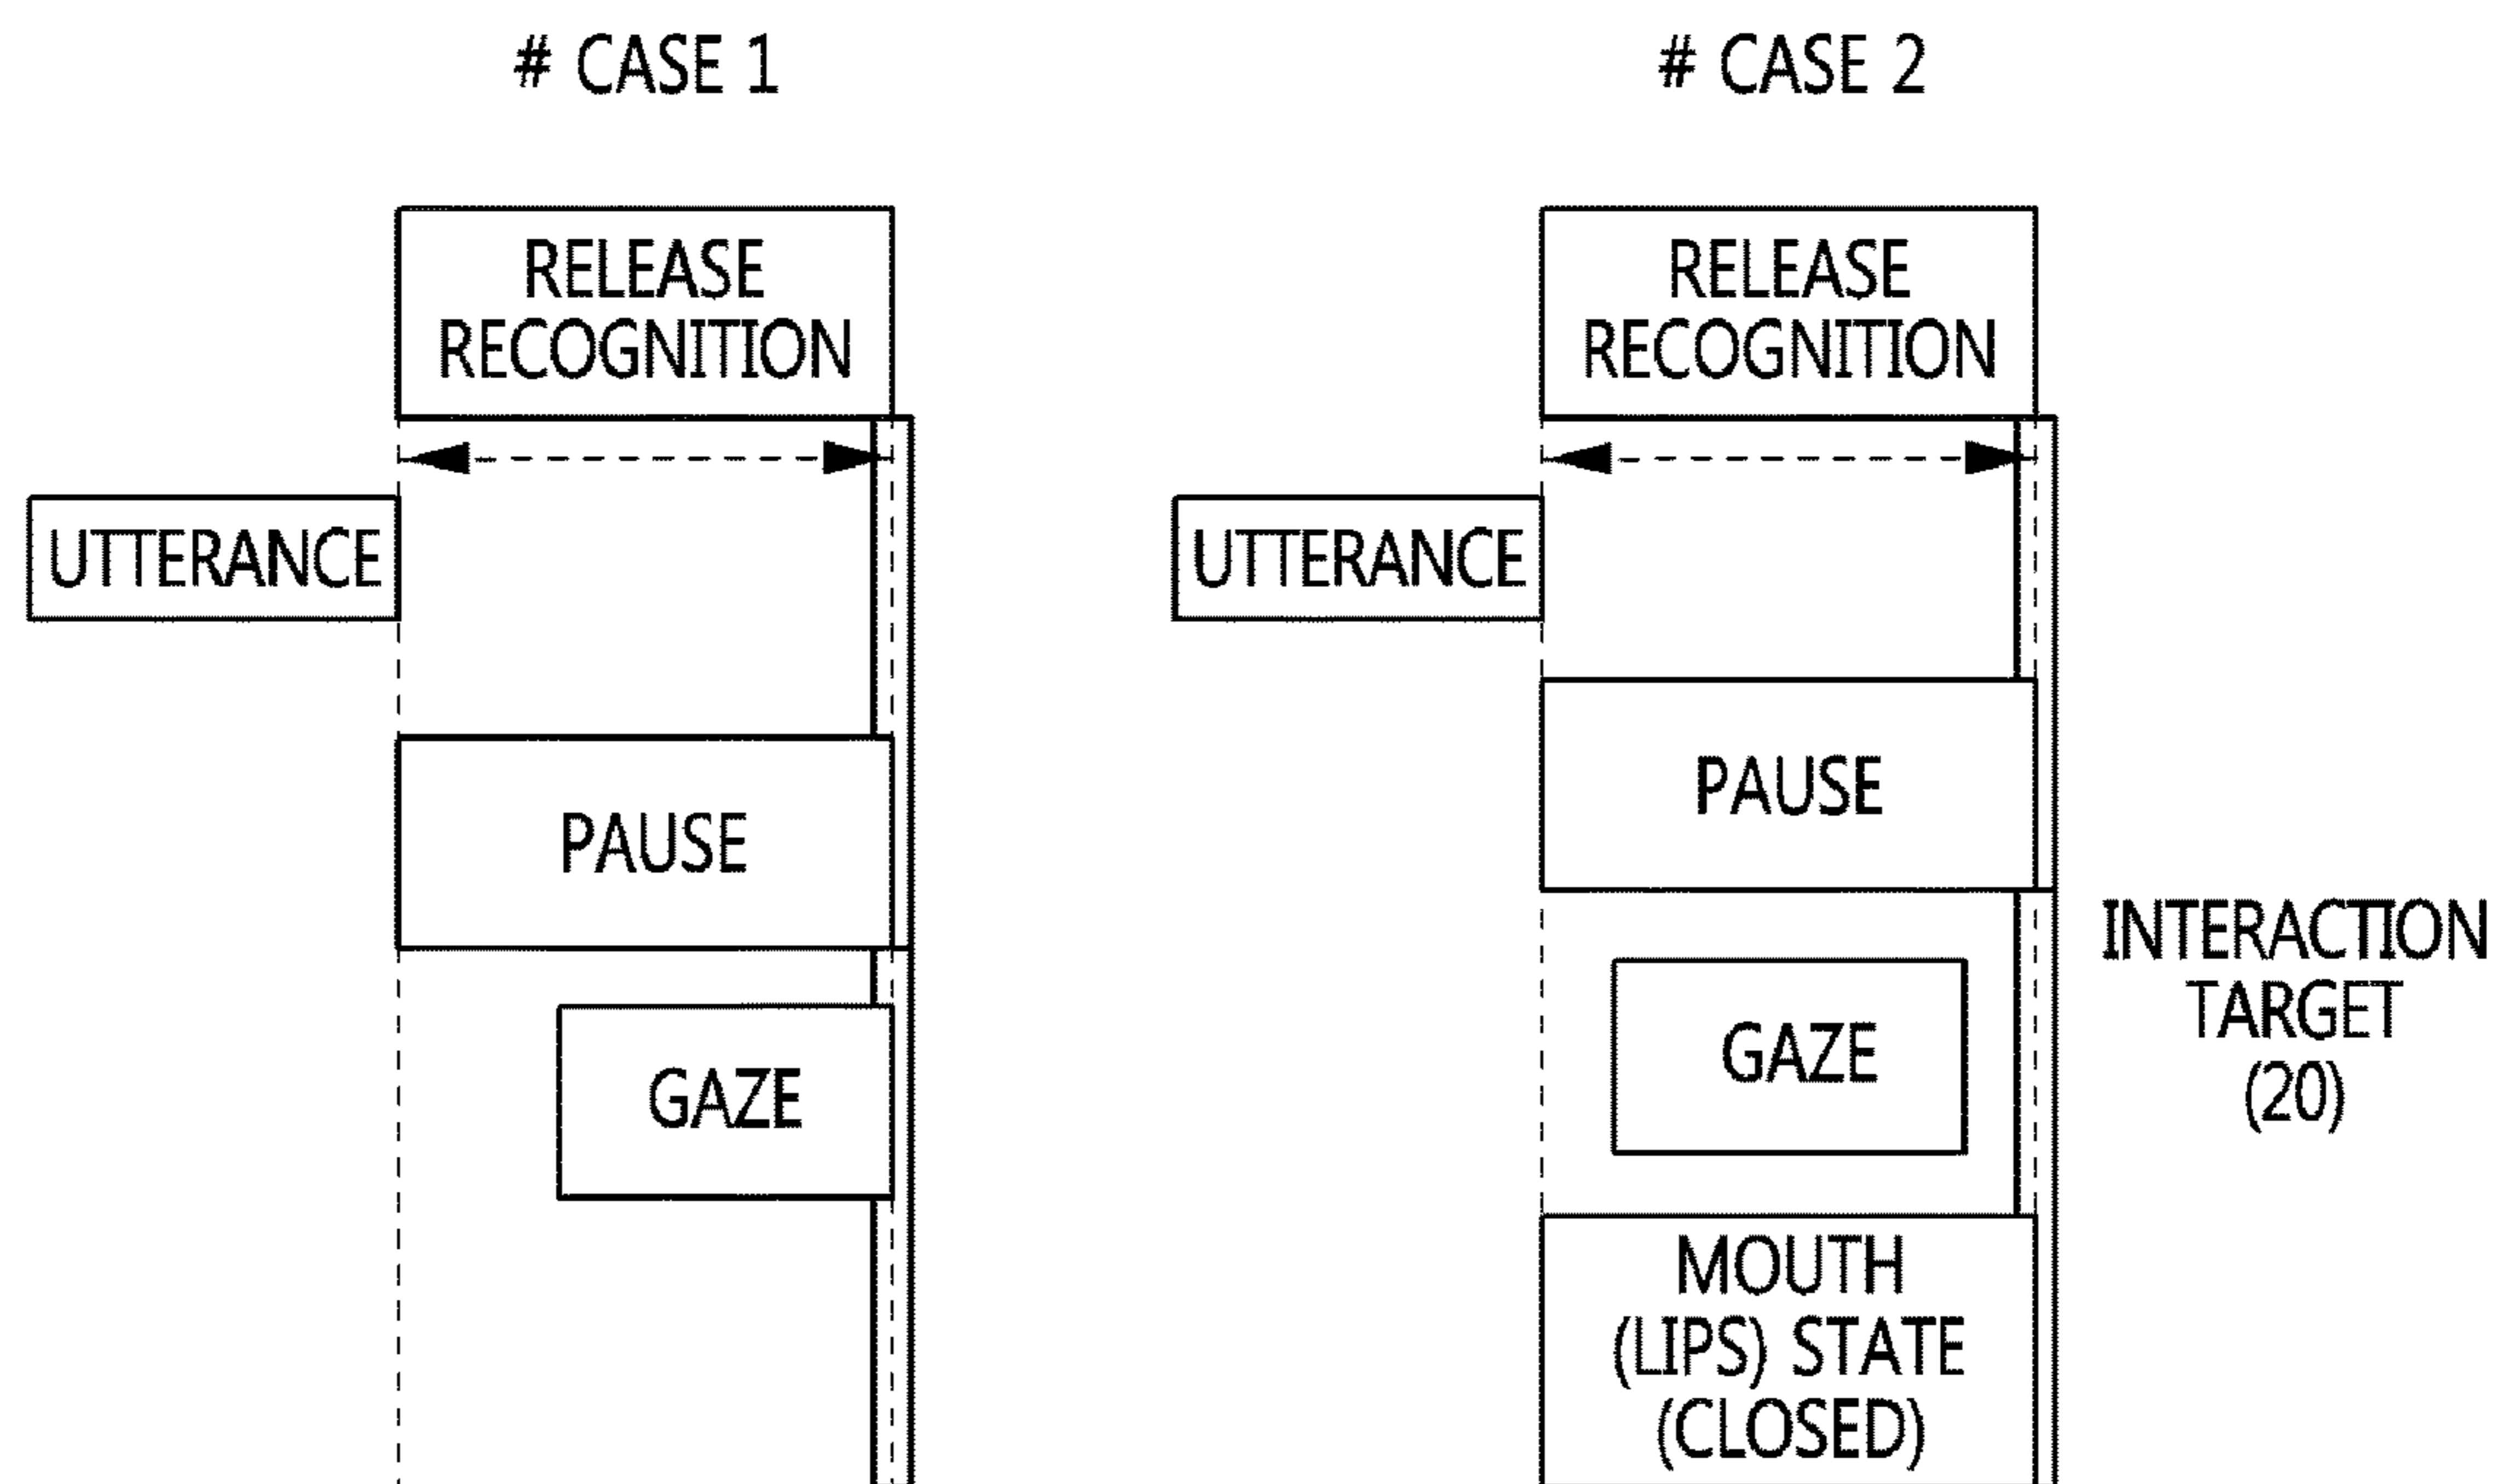 # CASE 1
RELEASE
RECOGNITION
UTTERANCE
PAUSE
GAZE
# CASE 2
RELEASE
RECOGNITION
UTTERANCE
PAUSE
GAZE
MOUTH
(LIPS) STATE
(CLOSED)
INTERACTION
TARGET
(20)